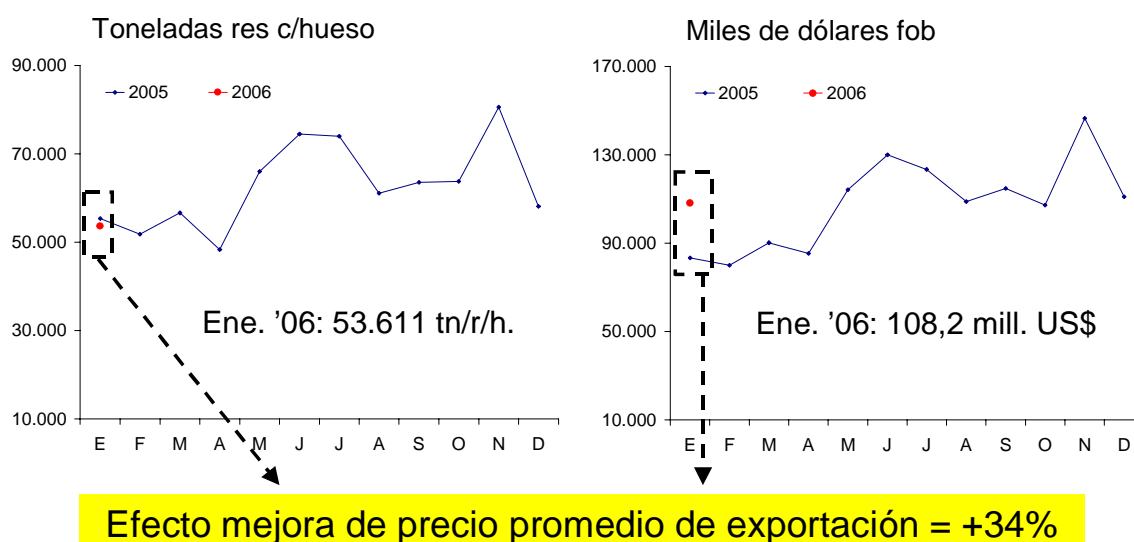 Toneladas res c/hueso
90.000
70.000
50.000
30.000
10.000
2005
2006
Ene. ’06: 53.611 tn/r/h.
E F M A M J J A S O N D
Miles de dólares fob
170.000
130.000
90.000
50.000
10.000
2005
2006
Ene. ’06: 108,2 mill. US$
E F M A M J J A S O N D
Efecto mejora de precio promedio de exportación = +34%